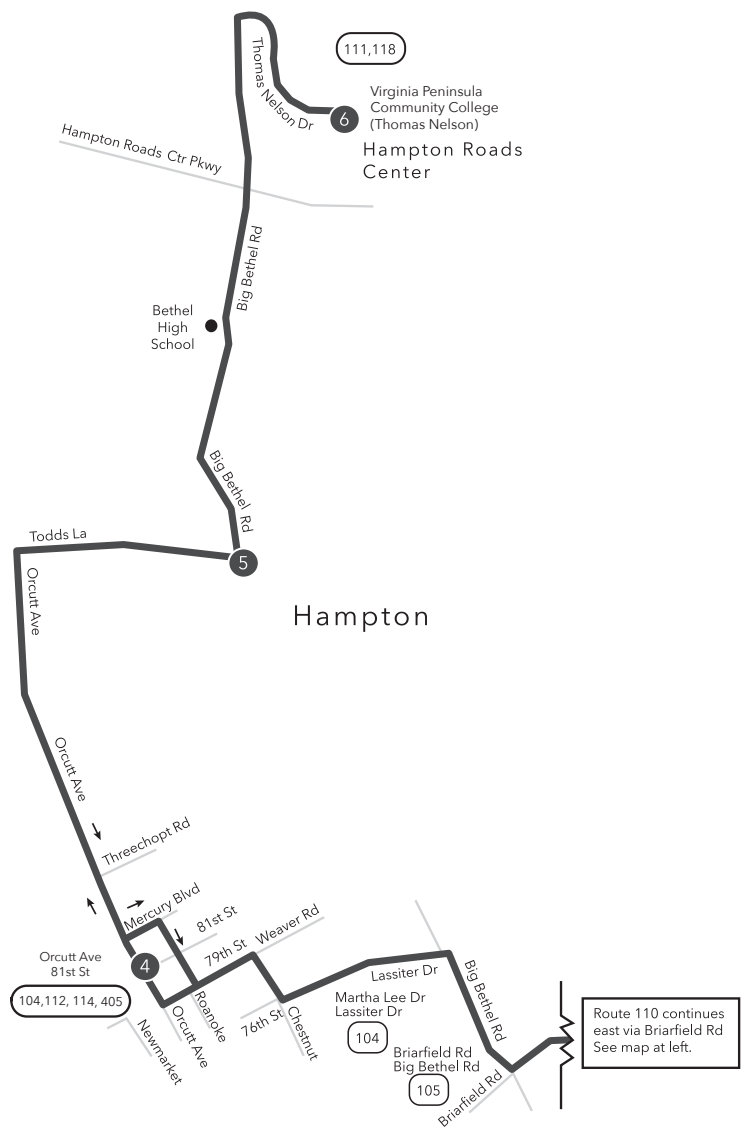 111,118
Thomas Nelson Dr
6
Virginia Peninsula
Community College
(Thomas Nelson)
Hampton Roads
Center
Hampton Roads Ctr Pkwy
Big Bethel Rd
Bethel
High
School
Big Bethel Rd
Todds La
5
Orcutt Ave
Hampton
Orcutt Ave
Threechopt Rd
Mercury Blvd
81st St
Weaver Rd
79th St
Orcutt Ave
81st St
4
104,112, 114, 405
Lassiter Dr
Big Bethel Rd
Roanoke
Orcutt Ave
Newmarket
76th St
Chestnut
Martha Lee Dr
Lassiter Dr
104
Briarfield Rd
Big Bethel Rd
105
Briarfield Rd
Route 110 continues
east via Briarfield Rd
See map at left.